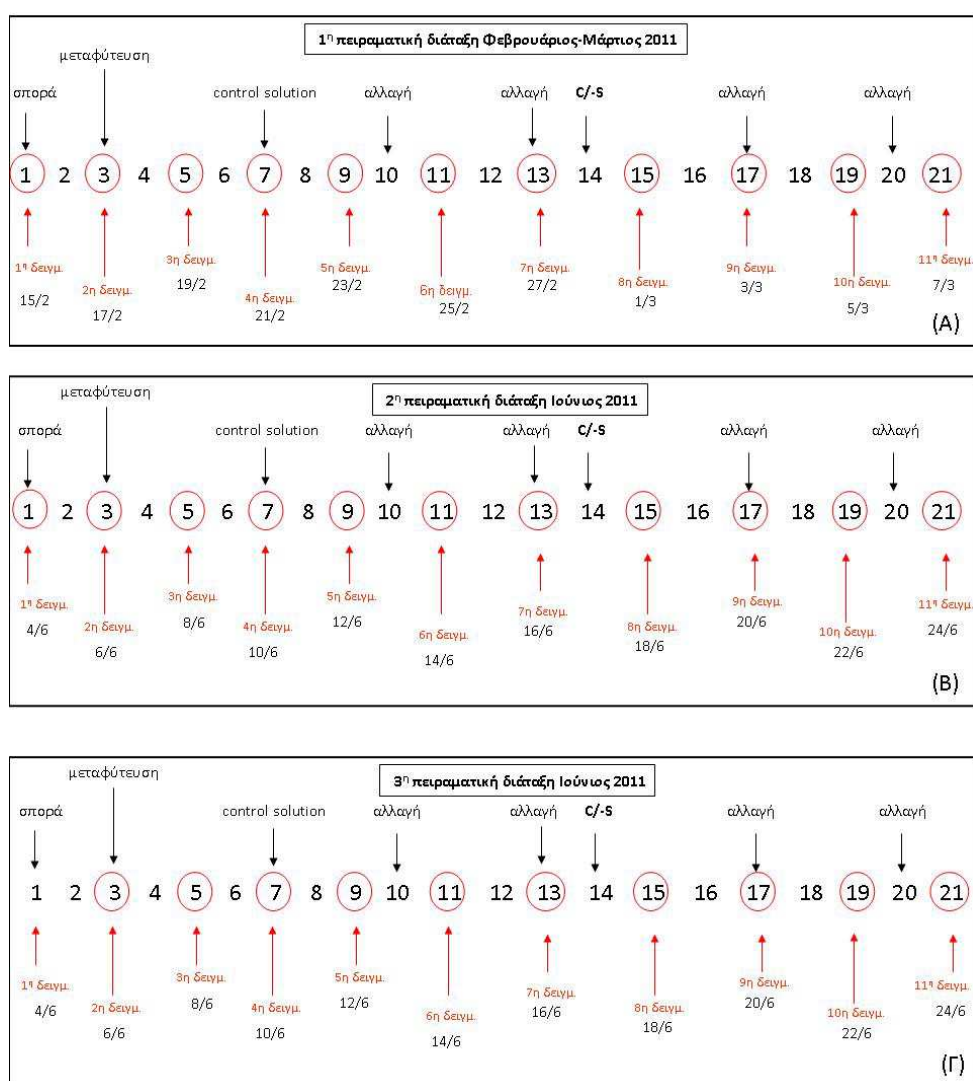 1η πειραματική διάταξη Φεβρουάριος-Μάρτιος 2011
μεταφύτευση
σπορά control solution αλλαγή αλλαγή C/-S αλλαγή αλλαγή
1 2 3 4 5 6 7 8 9 10 11 12 13 14 15 16 17 18 19 20 21
1η δειγμ. 2η δειγμ. 3η δειγμ. 4η δειγμ. 5η δειγμ. 6η δειγμ. 7η δειγμ. 8η δειγμ. 9η δειγμ. 10η δειγμ. 11η δειγμ.
15/2 17/2 19/2 21/2 23/2 25/2 27/2 1/3 3/3 5/3 7/3
(Α)
μεταφύτευση
2η πειραματική διάταξη Ιούνιος 2011
σπορά control solution αλλαγή αλλαγή C/-S αλλαγή αλλαγή
1 2 3 4 5 6 7 8 9 10 11 12 13 14 15 16 17 18 19 20 21
1η δειγμ. 2η δειγμ. 3η δειγμ. 4η δειγμ. 5η δειγμ. 6η δειγμ. 7η δειγμ. 8η δειγμ. 9η δειγμ. 10η δειγμ. 11η δειγμ.
4/6 6/6 8/6 10/6 12/6 14/6 16/6 18/6 20/6 22/6 24/6
(Β)
μεταφύτευση
3η πειραματική διάταξη Ιούνιος 2011
σπορά control solution αλλαγή αλλαγή C/-S αλλαγή αλλαγή
1 2 3 4 5 6 7 8 9 10 11 12 13 14 15 16 17 18 19 20 21
1η δειγμ. 2η δειγμ. 3η δειγμ. 4η δειγμ. 5η δειγμ. 6η δειγμ. 7η δειγμ. 8η δειγμ. 9η δειγμ. 10η δειγμ. 11η δειγμ.
4/6 6/6 8/6 10/6 12/6 14/6 16/6 18/6 20/6 22/6 24/6
(Γ)